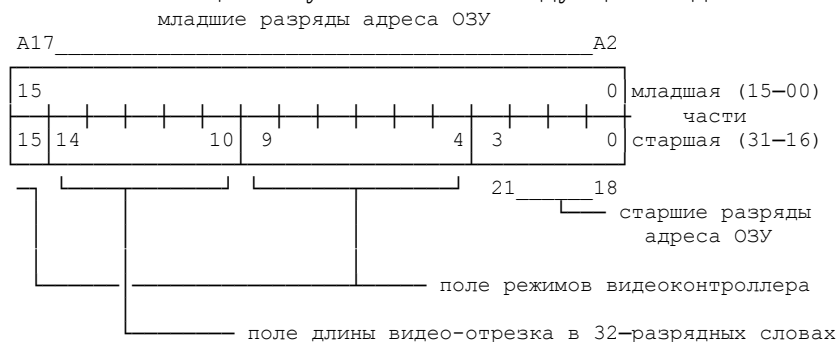 младшие разряды адреса ОЗУ
A17 A2
15 0 младшая (15—00)
части
15 14 10 9 4 3 0 старшая (31—16)
21 18
старшие разряды
адреса ОЗУ
поле режимов видеоконтроллера
поле длины видео-отрезка в 32—разрядных словах